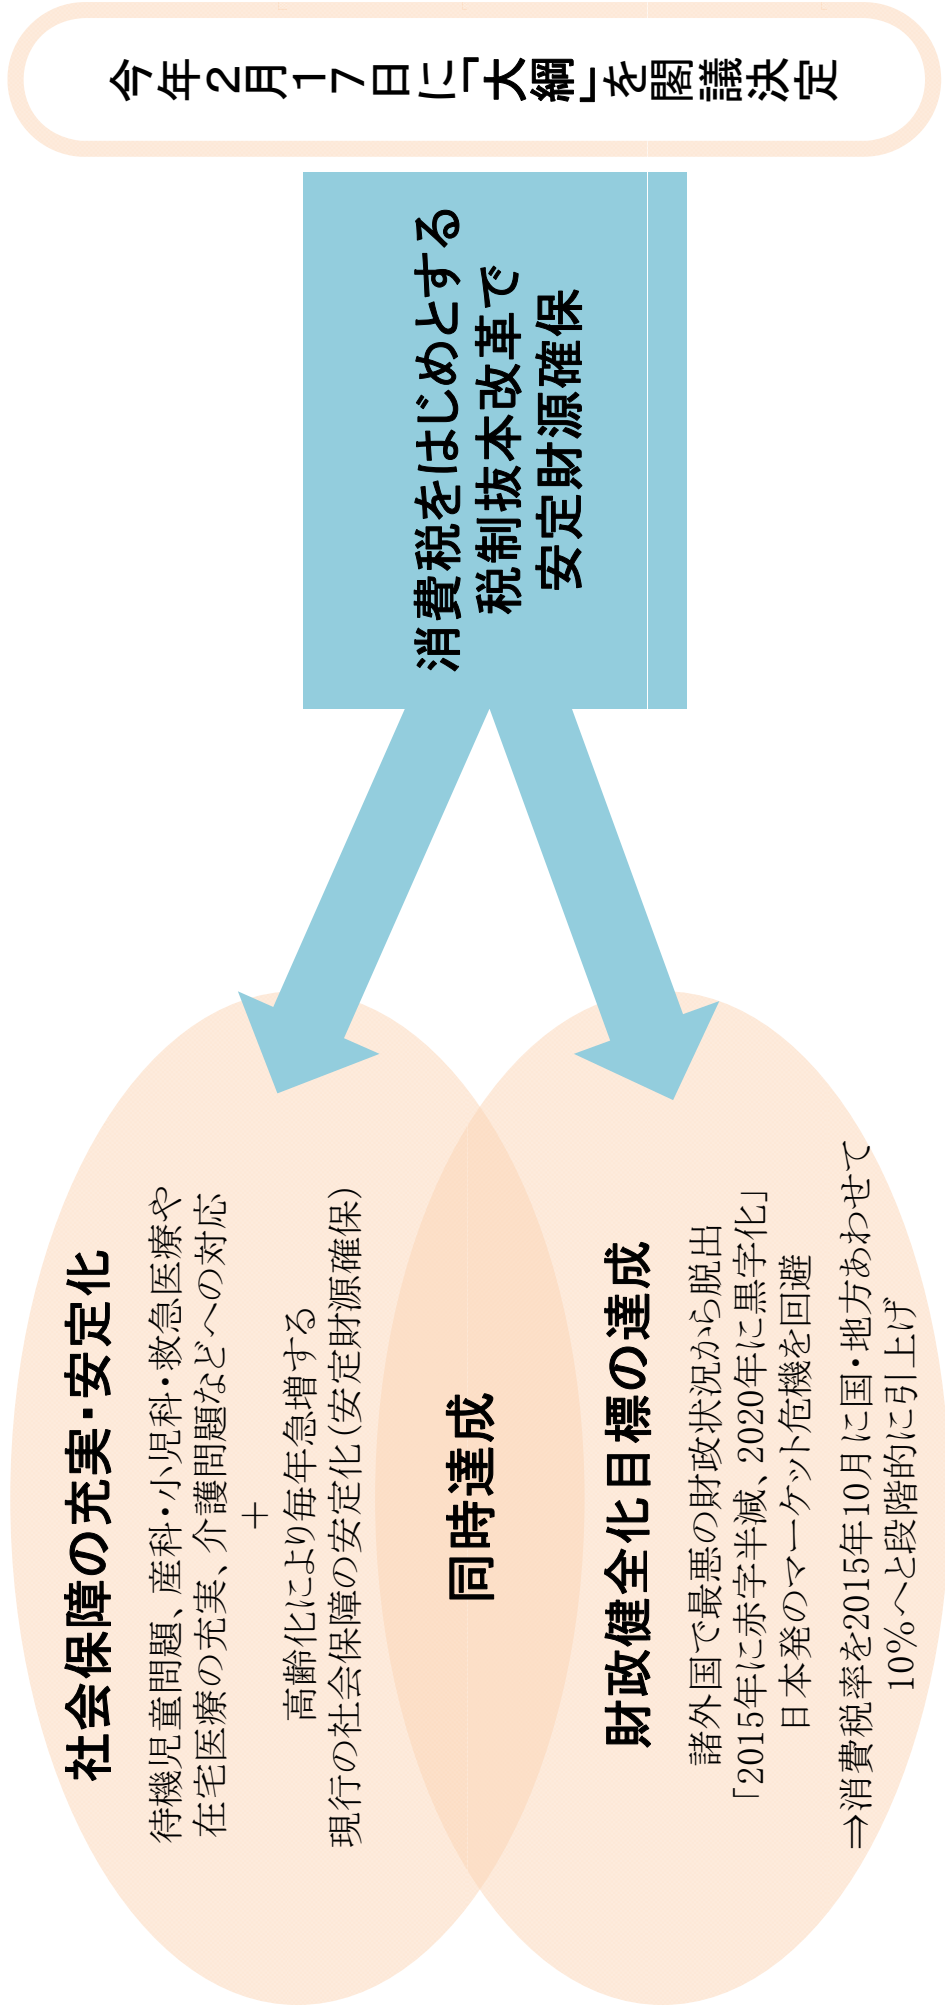 社会保障の充実・安定化
待機児童問題、産科・小児科・救急医療や
在宅医療の充実、介護問題などへの対応
＋
高齢化により毎年急増する
現行の社会保障の安定化（安定財源確保）
同時達成
財政健全化目標の達成
諸外国で最悪の財政状況から脱出
「2015年に赤字半減、2020年に黒字化」
日本発のマーケット危機を回避
⇒消費税率を2015年10月に国・地方あわせて
10％へと段階的に引上げ
消費税をはじめとする
税制抜本改革で
安定財源確保
今年２月１７日に「大綱」を閣議決定